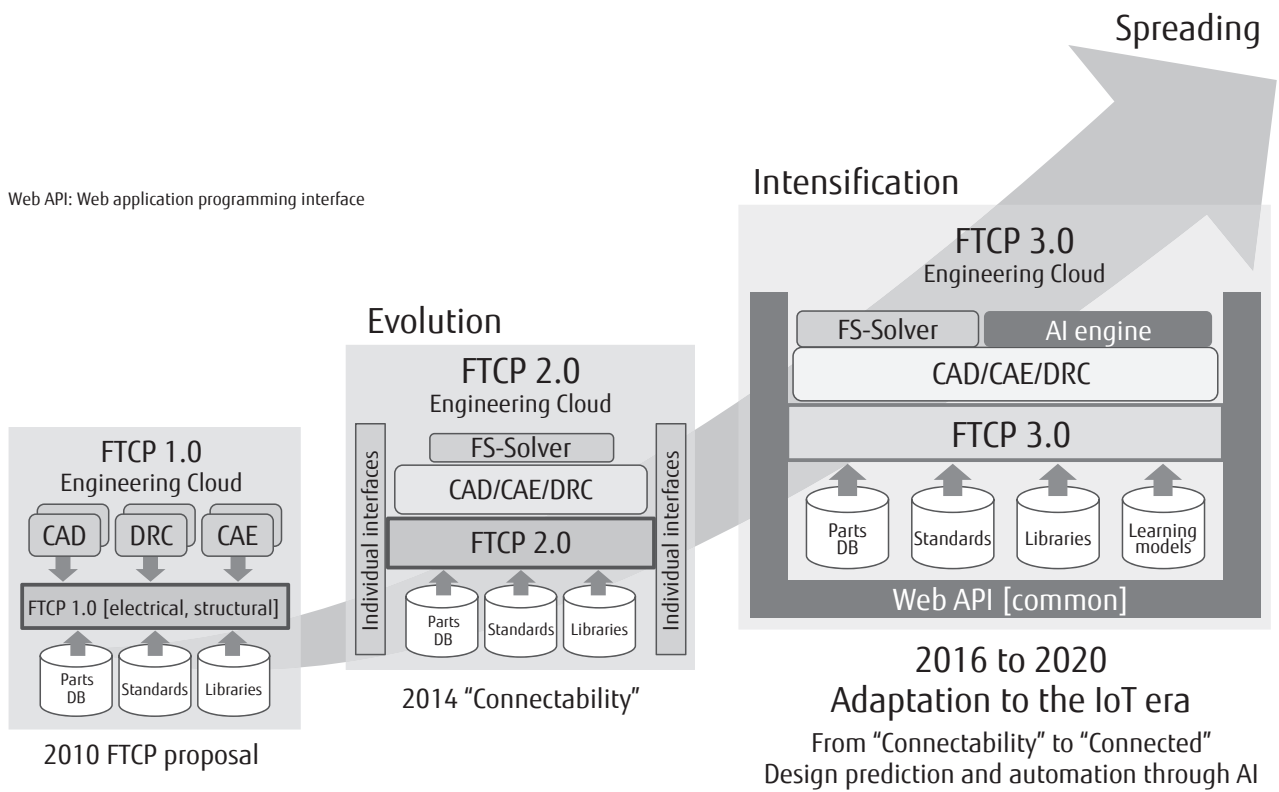 Spreading
Web API: Web application programming interface
Intensification
FTCP 3.0
Engineering Cloud
FS-Solver
AI engine
CAD/CAE/DRC
FTCP 3.0
Parts
DB
Standards
Libraries
Learning
models
Web API [common]
2016 to 2020
Adaptation to the IoT era
From “Connectability” to “Connected”
Design prediction and automation through AI
Evolution
FTCP 2.0
Engineering Cloud
Individual interfaces
FS-Solver
CAD/CAE/DRC
FTCP 2.0
Individual interfaces
Parts
DB
Standards
Libraries
2014 “Connectability”
FTCP 1.0
Engineering Cloud
CAD
DRC
CAE
FTCP 1.0 [electrical, structural]
Parts
DB
Standards
Libraries
2010 FTCP proposal